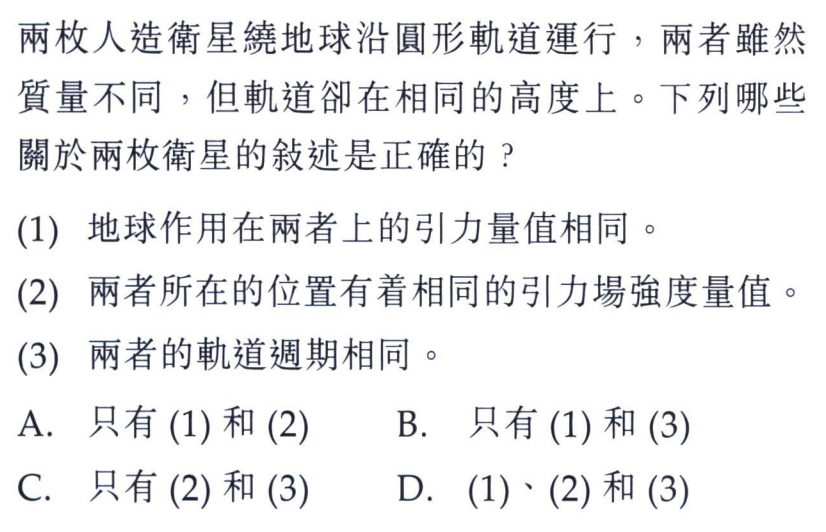 兩枚人造衛星繞地球沿圓形軌道運行，兩者雖然
質量不同，但軌道卻在相同的高度上。下列哪些
關於兩枚衛星的敍述是正確的？
(1) 地球作用在兩者上的引力量值相同。
(2) 兩者所在的位置有着相同的引力場強度量值。
(3) 兩者的軌道週期相同。
A. 只有 (1) 和 (2) B. 只有 (1) 和 (3)
C. 只有 (2) 和 (3) D. (1)、(2) 和 (3)